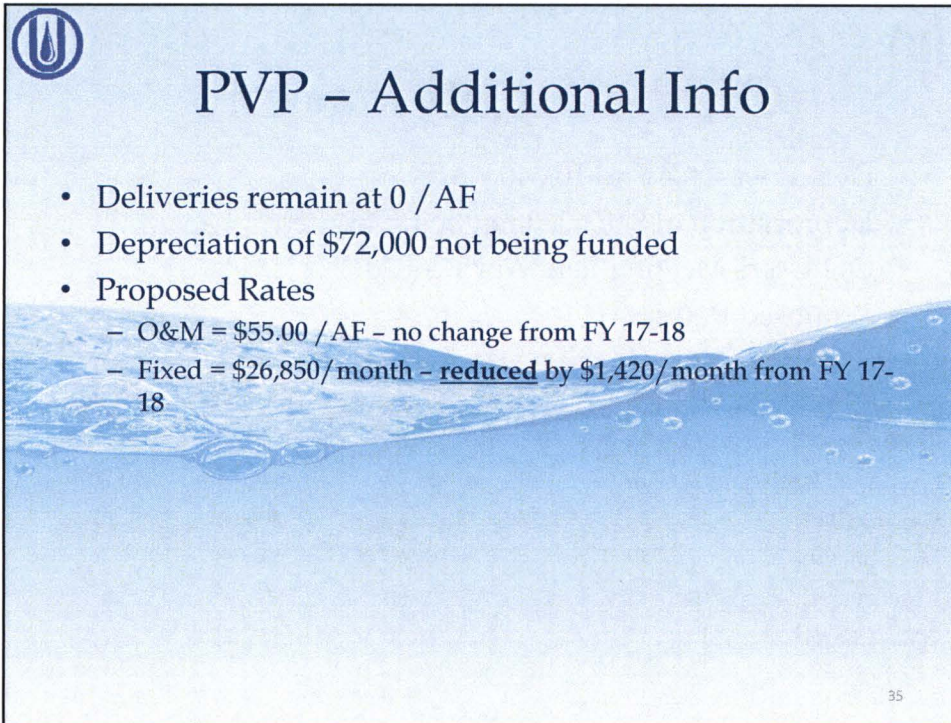 PVP – Additional Info
• Deliveries remain at 0 / AF
• Depreciation of $72,000 not being funded
• Proposed Rates
– O&M = $55.00 / AF – no change from FY 17-18
– Fixed = $26,850/month – reduced by $1,420/month from FY 17-
18
35